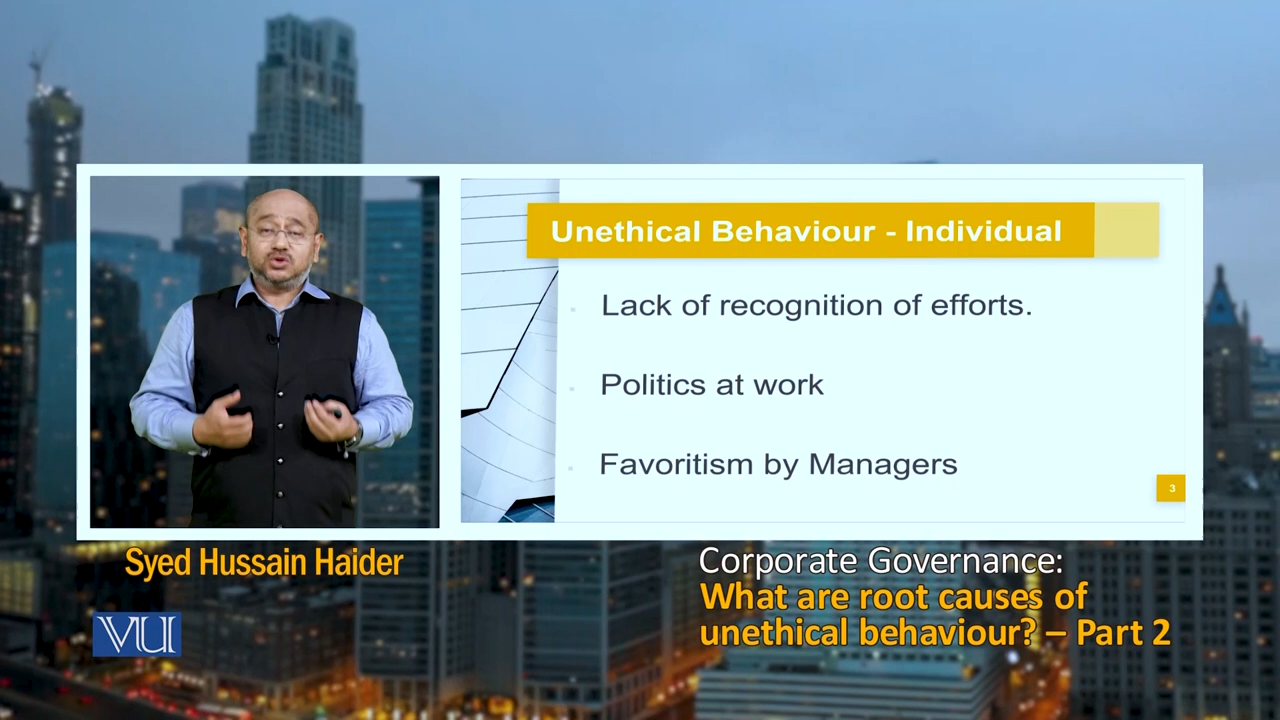 Unethical Behaviour - Individual
Lack of recognition of efforts.
Politics at work
Favoritism by Managers
3
Syed Hussain Haider
VU
Corporate Governance:
What are root causes of
unethical behaviour? – Part 2